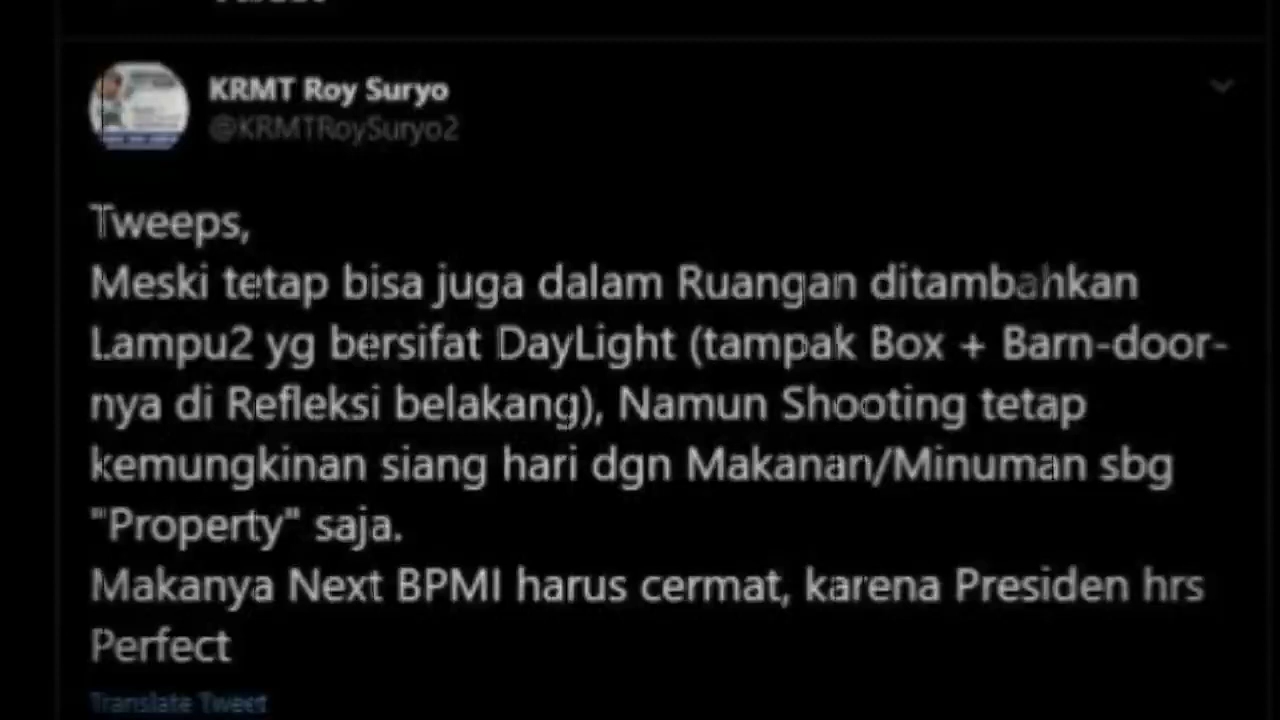 KRMT Roy Suryo
@KRMTRoySuryo2
Tweeps,
Meski tetap bisa juga dalam Ruangan ditambahkan
Lampu2 yg bersifat DayLight (tampak Box + Barn-door-
nya di Refleksi belakang), Namun Shooting tetap
kemungkinan siang hari dgn Makanan/Minuman sbg
"Property" saja.
Makanya Next BPMI harus cermat, karena Presiden hrs
Perfect
Translate Tweet